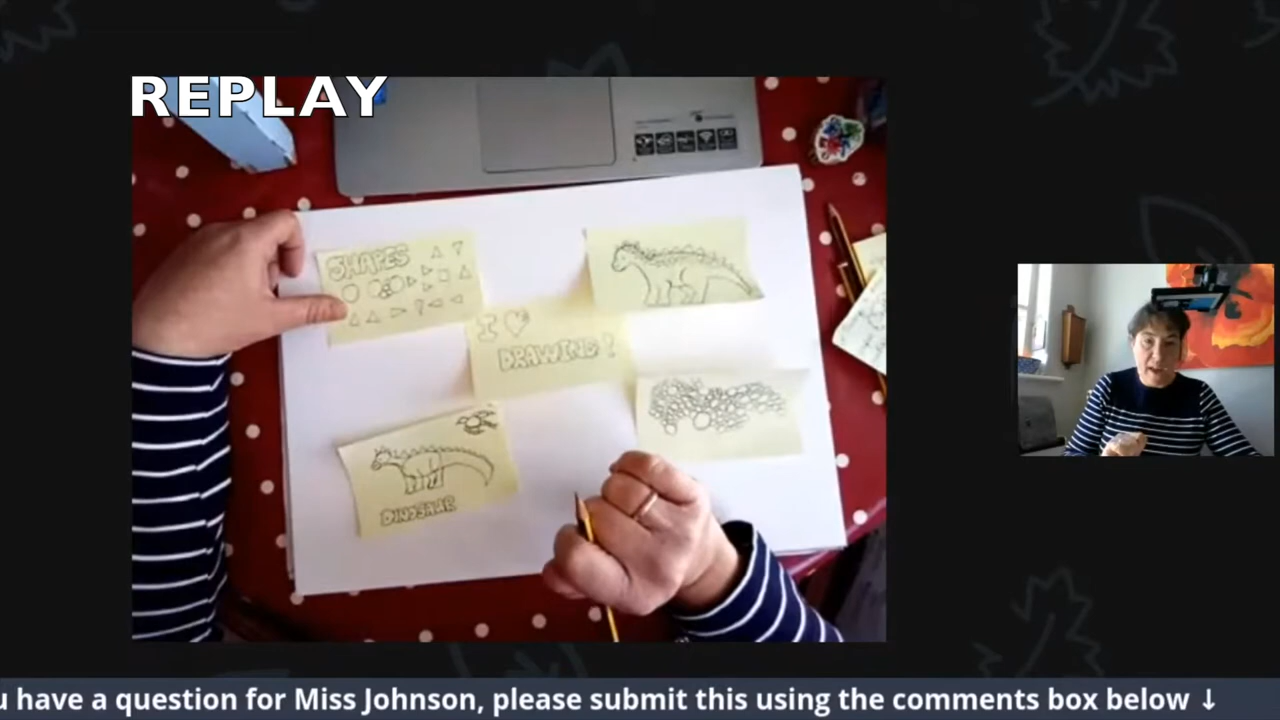 REPLAY
SHAPES
I ♡
DRAWING!
DINOSAUR
u have a question for Miss Johnson, please submit this using the comments box below ↓